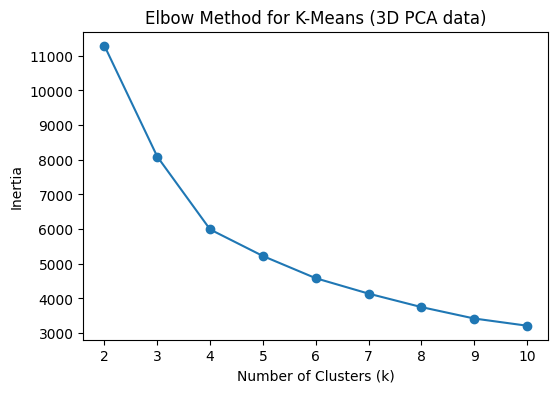 Elbow Method for K-Means (3D PCA data)
11000
10000
9000
8000
7000
6000
5000
4000
3000
Inertia
2 3 4 5 6 7 8 9 10
Number of Clusters (k)